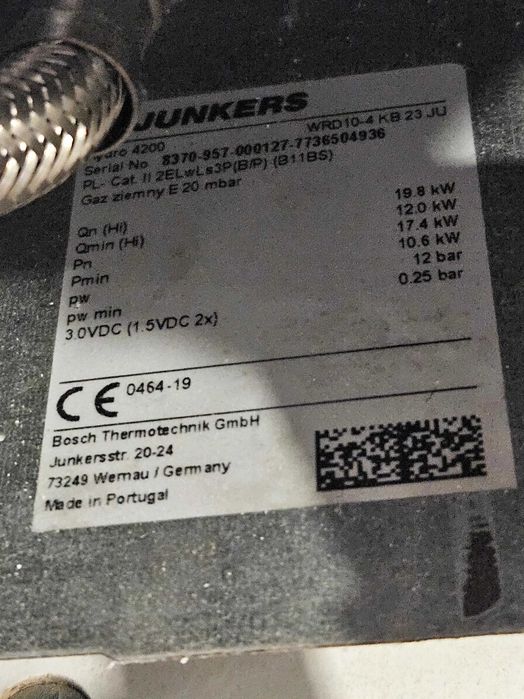 JUNKERS
Hydro 4200 WRD10-4 KB 23 JU
Serial No 8370-957-000127-7736504936
PL- Cat. II 2ELwLs3P(B/P) (B11BS)
Gaz ziemny E 20 mbar
Qn (Hi) 19.8 kW
Qmin (Hi) 12.0 kW
Pn 17.4 kW
Pmin 10.6 kW
pw 12 bar
pw min 0.25 bar
3.0VDC (1.5VDC 2x)
CE 0464-19
Bosch Thermotechnik GmbH
Junkersstr. 20-24
73249 Wernau / Germany
Made in Portugal